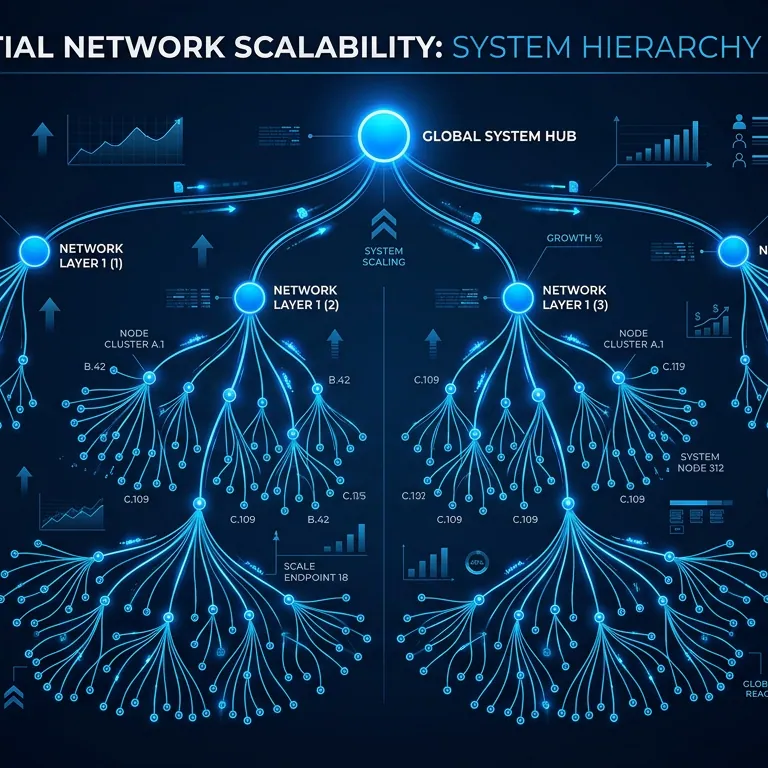 TIAL NETWORK SCALABILITY: SYSTEM HIERARCHY
GLOBAL SYSTEM HUB
NETWORK
LAYER 1 (1)
SYSTEM
SCALING
GROWTH %
N
NETWORK
LAYER 1 (2)
NETWORK
LAYER 1 (3)
NODE
CLUSTER A.1
NODE
CLUSTER A.1
B.42
B.42
C.109
C.119
SYSTEM
NODE 312
C.109
C.109
B.42
C.109
C.109
C.109
SCALE
ENDPOINT 18
GLOB
REAC